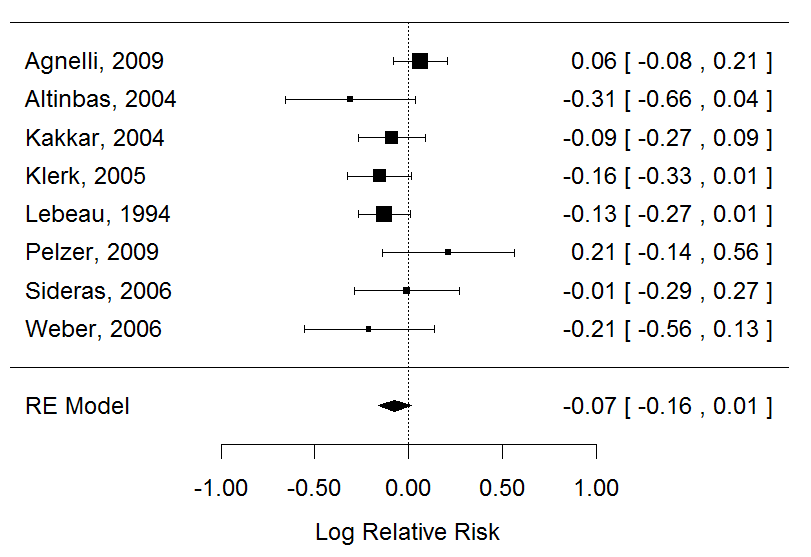 Agnelli, 2009 0.06 [ -0.08 , 0.21 ]
Altinbas, 2004 -0.31 [ -0.66 , 0.04 ]
Kakkar, 2004 -0.09 [ -0.27 , 0.09 ]
Klerk, 2005 -0.16 [ -0.33 , 0.01 ]
Lebeau, 1994 -0.13 [ -0.27 , 0.01 ]
Pelzer, 2009 0.21 [ -0.14 , 0.56 ]
Sideras, 2006 -0.01 [ -0.29 , 0.27 ]
Weber, 2006 -0.21 [ -0.56 , 0.13 ]
RE Model -0.07 [ -0.16 , 0.01 ]
-1.00 -0.50 0.00 0.50 1.00
Log Relative Risk